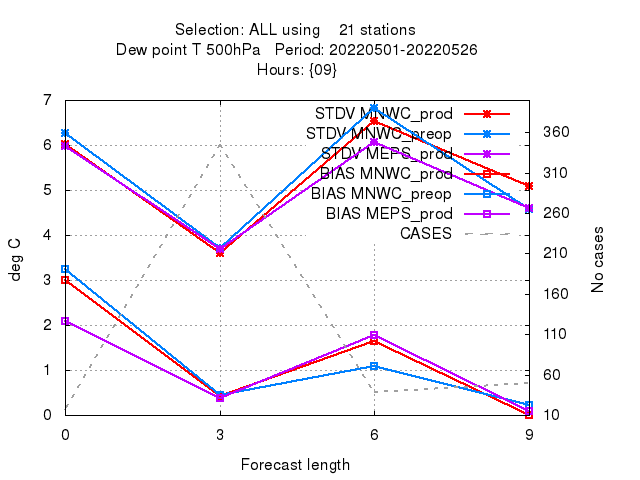 Selection: ALL using    21 stations
Dew point T 500hPa   Period: 20220501-20220526
Hours: {09}
7
6
5
4
3
2
1
0
deg C
STDV MNWC_prod
STDV MNWC_preop
STDV MEPS_prod
BIAS MNWC_prod
BIAS MNWC_preop
BIAS MEPS_prod
CASES
360
310
260
210
160
110
60
10
No cases
0 3 6 9
Forecast length